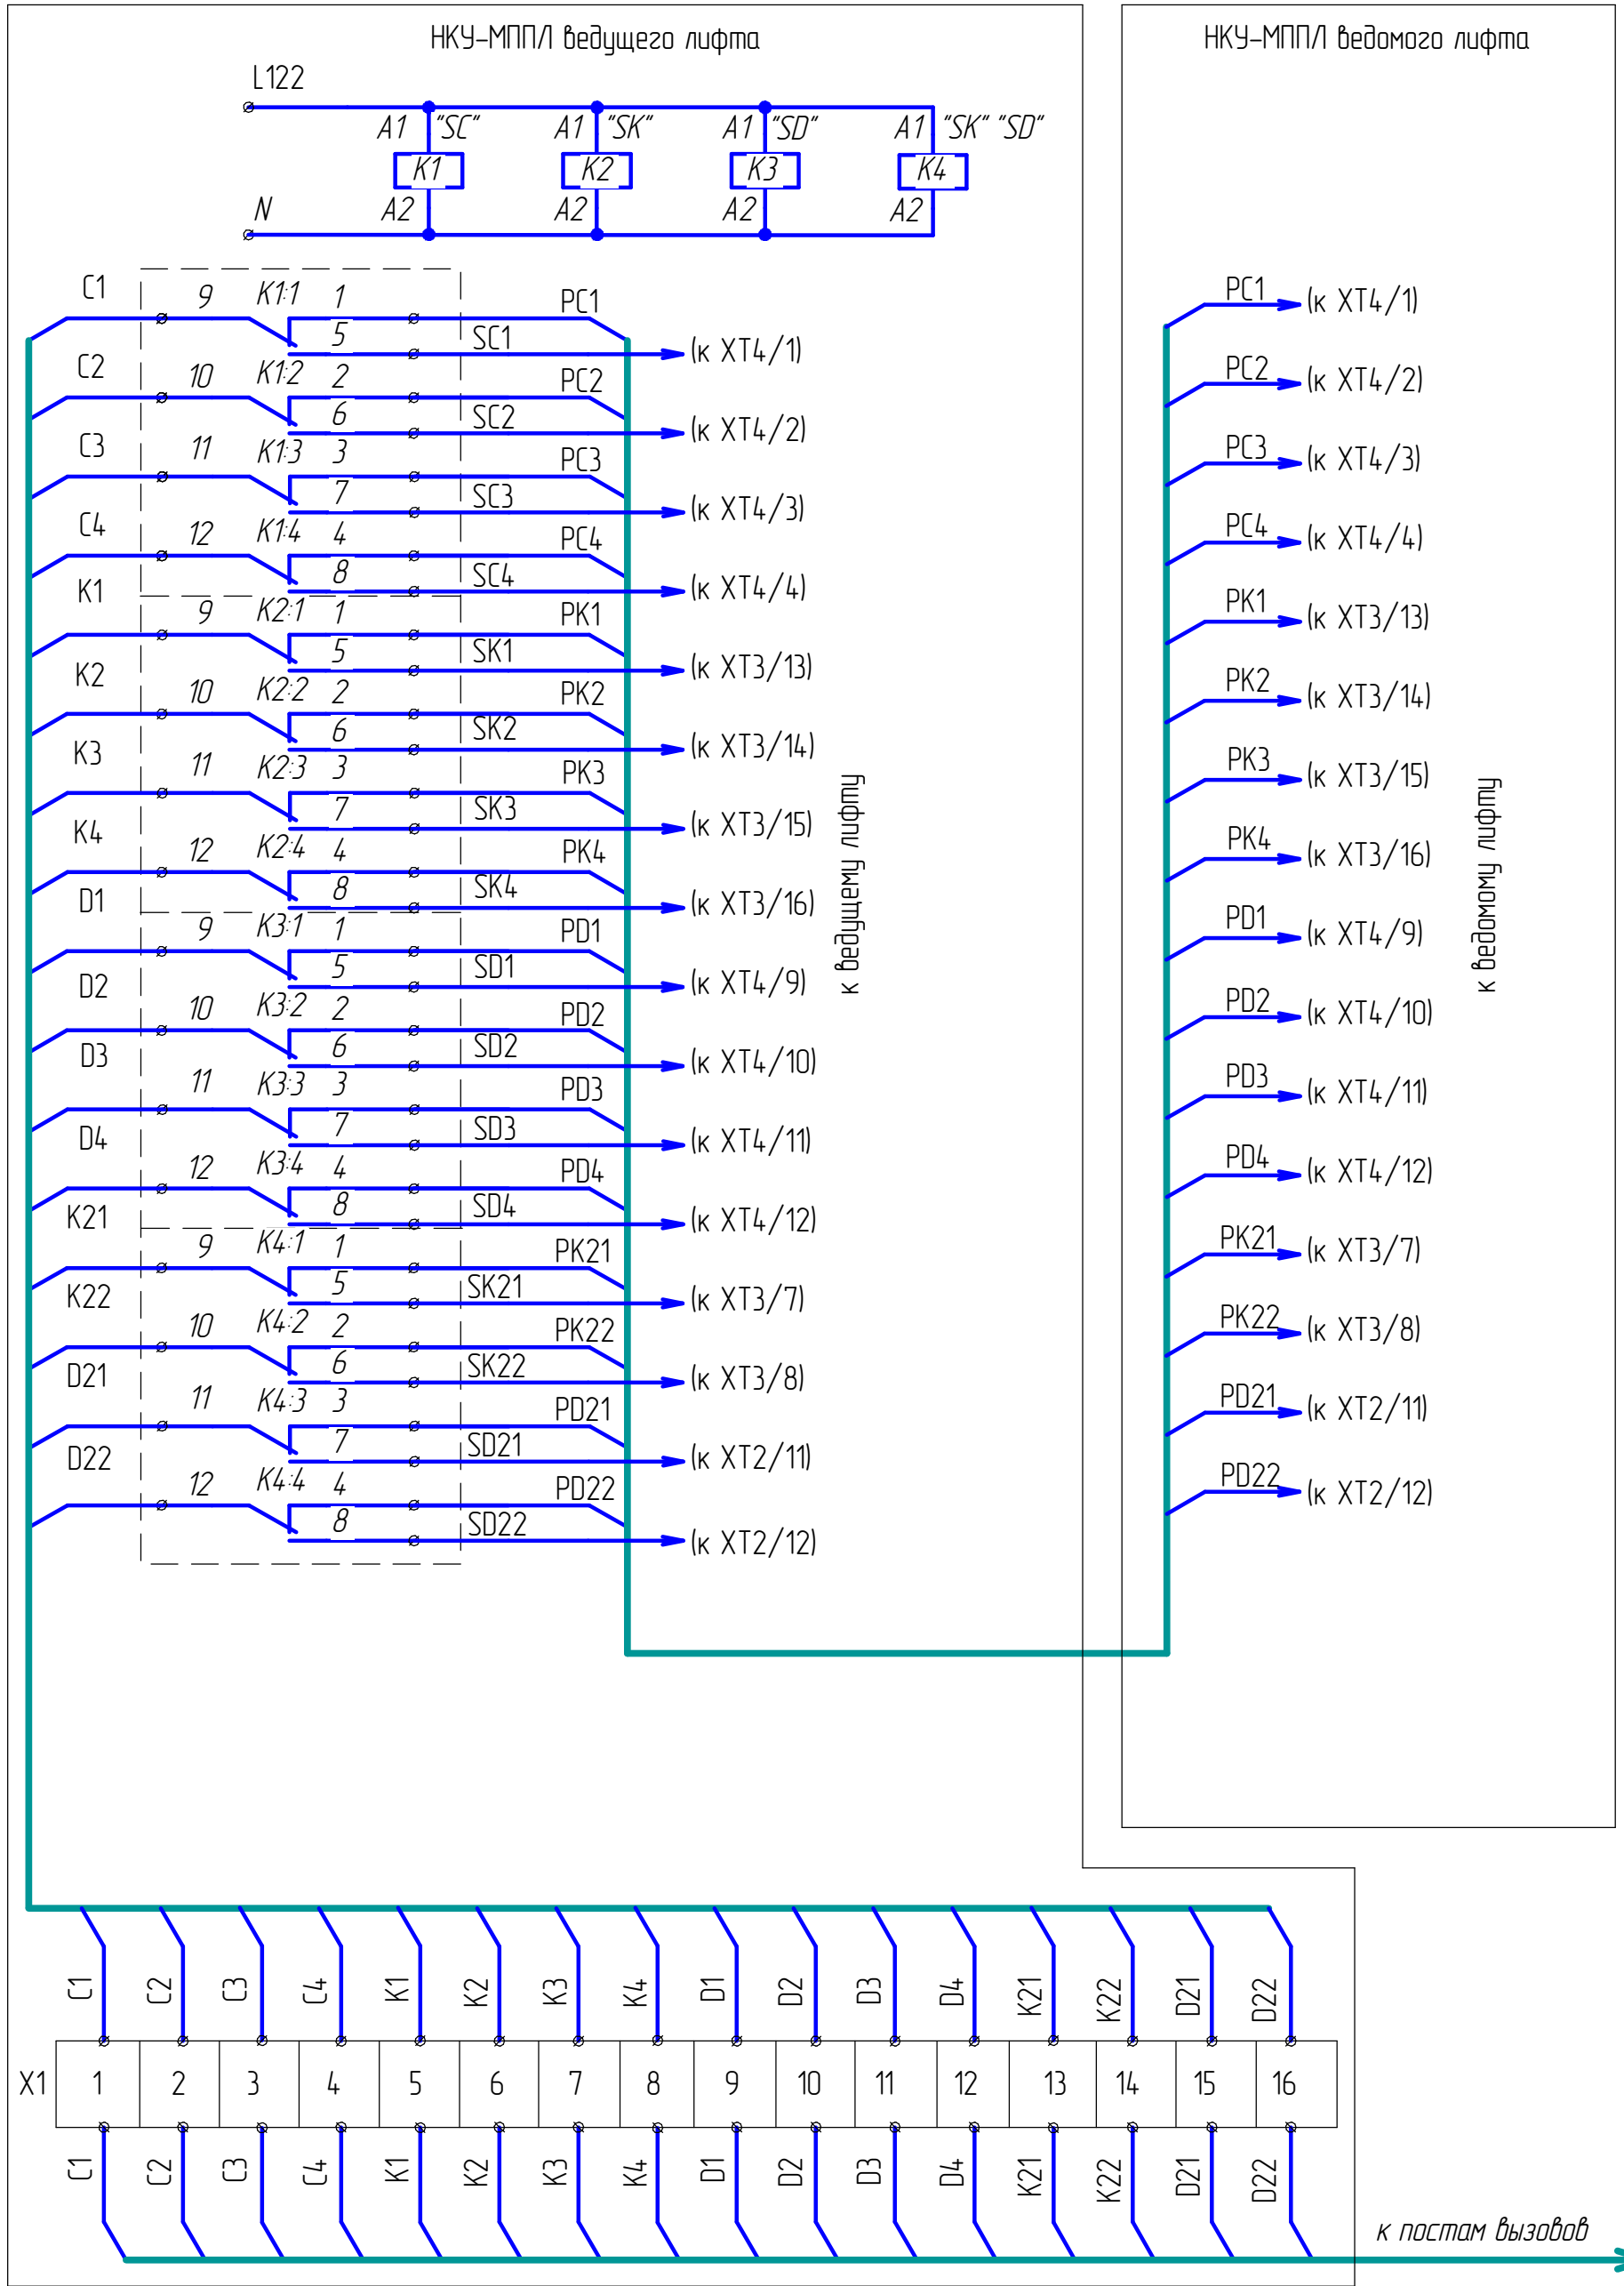 НКУ-МППЛ ведущего лифта
НКУ-МППЛ ведомого лифта
L122
A1 "SC" A1 "SK" A1 "SD" A1 "SK" "SD"
K1 K2 K3 K4
A2 A2 A2 A2
N
C1 9 K1:1 1 PC1
5 SC1 (к XT4/1)
C2 10 K1:2 2 PC2
6 SC2 (к XT4/2)
C3 11 K1:3 3 PC3
7 SC3 (к XT4/3)
C4 12 K1:4 4 PC4
8 SC4 (к XT4/4)
K1 9 K2:1 1 PK1
5 SK1 (к XT3/13)
K2 10 K2:2 2 PK2
6 SK2 (к XT3/14)
K3 11 K2:3 3 PK3
7 SK3 (к XT3/15)
K4 12 K2:4 4 PK4
8 SK4 (к XT3/16)
D1 9 K3:1 1 PD1
5 SD1 (к XT4/9)
D2 10 K3:2 2 PD2
6 SD2 (к XT4/10)
D3 11 K3:3 3 PD3
7 SD3 (к XT4/11)
D4 12 K3:4 4 PD4
8 SD4 (к XT4/12)
K21 9 K4:1 1 PK21
5 SK21 (к XT3/7)
K22 10 K4:2 2 PK22
6 SK22 (к XT3/8)
D21 11 K4:3 3 PD21
7 SD21 (к XT2/11)
D22 12 K4:4 4 PD22
8 SD22 (к XT2/12)
к ведущему лифту
PC1 (к XT4/1)
PC2 (к XT4/2)
PC3 (к XT4/3)
PC4 (к XT4/4)
PK1 (к XT3/13)
PK2 (к XT3/14)
PK3 (к XT3/15)
PK4 (к XT3/16)
PD1 (к XT4/9)
PD2 (к XT4/10)
PD3 (к XT4/11)
PD4 (к XT4/12)
PK21 (к XT3/7)
PK22 (к XT3/8)
PD21 (к XT2/11)
PD22 (к XT2/12)
к ведомому лифту
C1 C2 C3 C4 K1 K2 K3 K4 D1 D2 D3 D4 K21 K22 D21 D22
X1 1 2 3 4 5 6 7 8 9 10 11 12 13 14 15 16
C1 C2 C3 C4 K1 K2 K3 K4 D1 D2 D3 D4 K21 K22 D21 D22
к постам вызовов